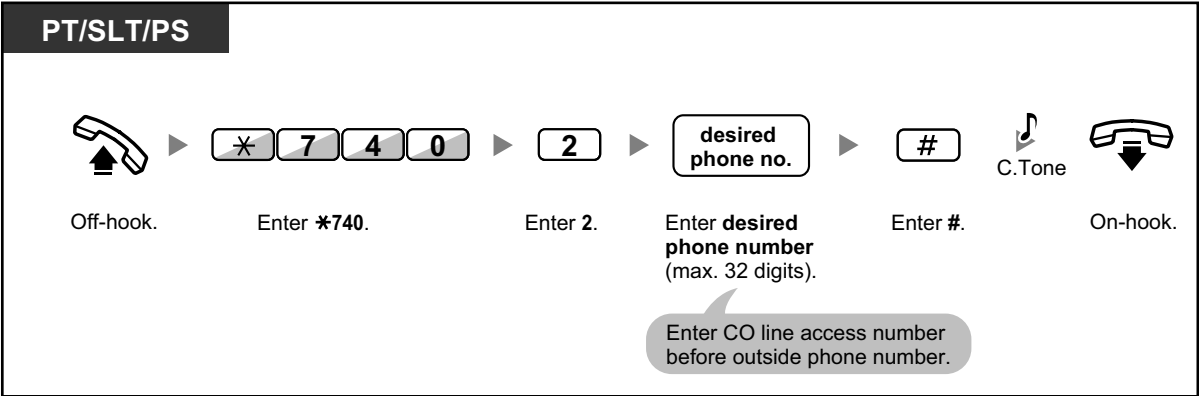 PT/SLT/PS
* 7 4 0
2
desired
phone no.
#
C.Tone
Off-hook.
Enter *740.
Enter 2.
Enter desired
phone number
(max. 32 digits).
Enter #.
On-hook.
Enter CO line access number
before outside phone number.